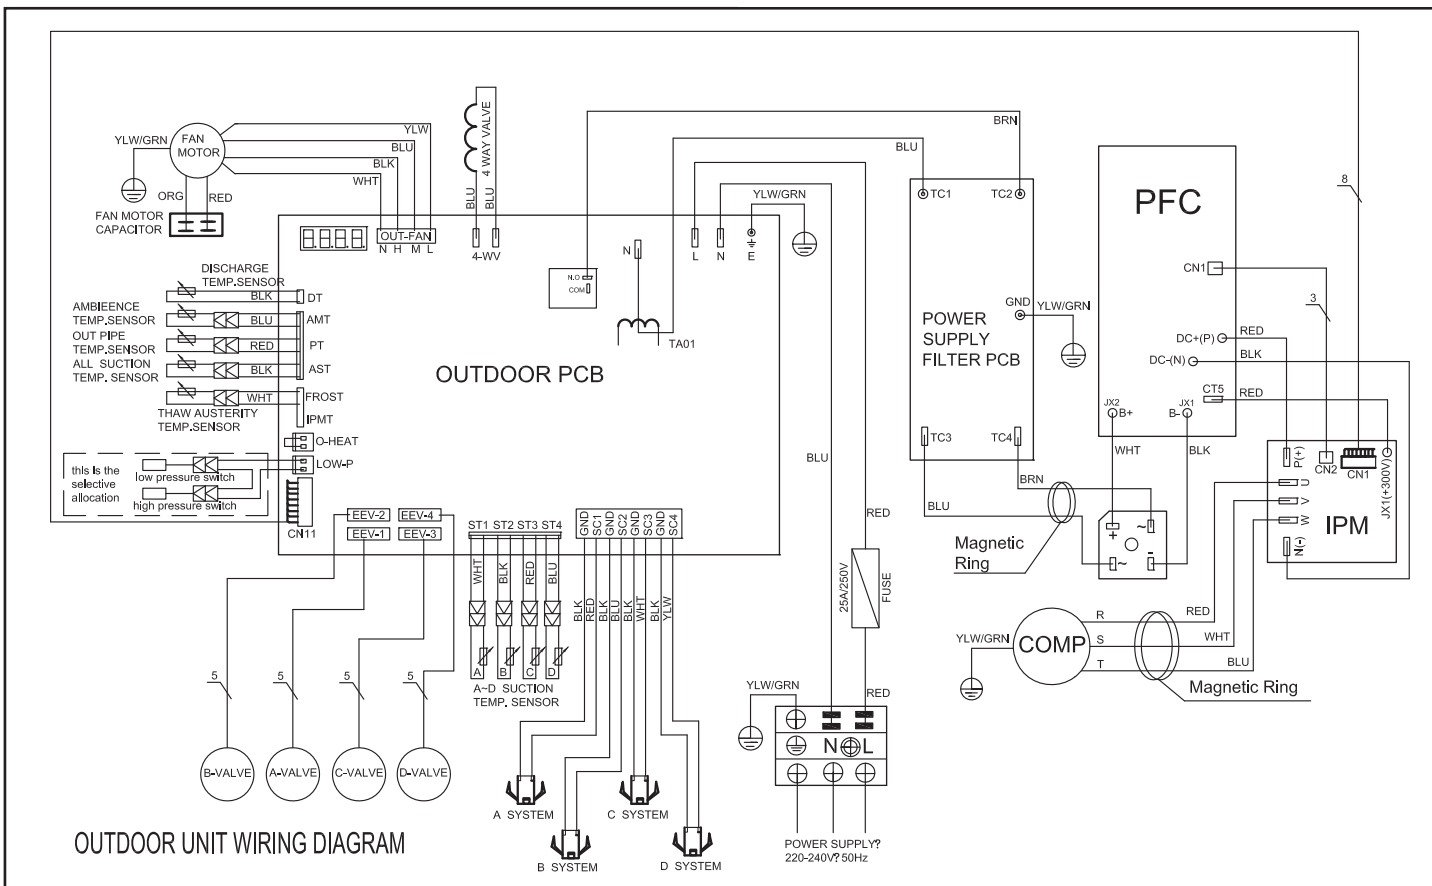 YLW/GRN
FAN
MOTOR
YLW
BLU
BLK
WHT
ORG
RED
FAN MOTOR
CAPACITOR
4 WAY VALVE
BLU
BLU
OUT-FAN
N H M L
4-WV
N
N.O
COM
TA01
L
N
E
YLW/GRN
BRN
BLU
TC1
TC2
GND
YLW/GRN
POWER
SUPPLY
FILTER PCB
TC3
TC4
PFC
CN1
8
3
DC+(P)
RED
DC-(N)
BLK
CT5
RED
JX2
B+
JX1
B-
WHT
BLK
DISCHARGE
TEMP.SENSOR
BLK
DT
AMBIEENCE
TEMP.SENSOR
BLU
AMT
OUT PIPE
TEMP.SENSOR
RED
PT
ALL SUCTION
TEMP. SENSOR
BLK
AST
WHT
FROST
THAW AUSTERITY
TEMP.SENSOR
IPMT
O-HEAT
LOW-P
this is the
selective
allocation
low pressure switch
high pressure switch
CN11
OUTDOOR PCB
EEV-2
EEV-4
EEV-1
EEV-3
ST1 ST2 ST3 ST4
WHT
BLK
RED
BLU
A
B
C
D
A~D SUCTION
TEMP. SENSOR
GND
SC1
GND
SC2
GND
SC3
GND
SC4
BLK
RED
BLK
BLU
BLK
WHT
BLK
YLW
BLU
RED
25A/250V
FUSE
RED
YLW/GRN
N
L
POWER SUPPLY?
220-240V? 50Hz
BLU
BRN
Magnetic
Ring
+
~
~
-
P(+)
CN2
CN1
JX1(+300V)
U
V
W
N(-)
IPM
COMP
YLW/GRN
R
S
T
RED
WHT
BLU
Magnetic Ring
5
5
5
5
B-VALVE
A-VALVE
C-VALVE
D-VALVE
A SYSTEM
C SYSTEM
B SYSTEM
D SYSTEM
OUTDOOR UNIT WIRING DIAGRAM